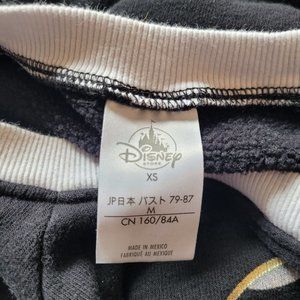 Disney
STORE
XS
JP日本 バスト 79-87
M
CN 160/84A
MADE IN MEXICO
FABRIQUÉ AU MEXIQUE